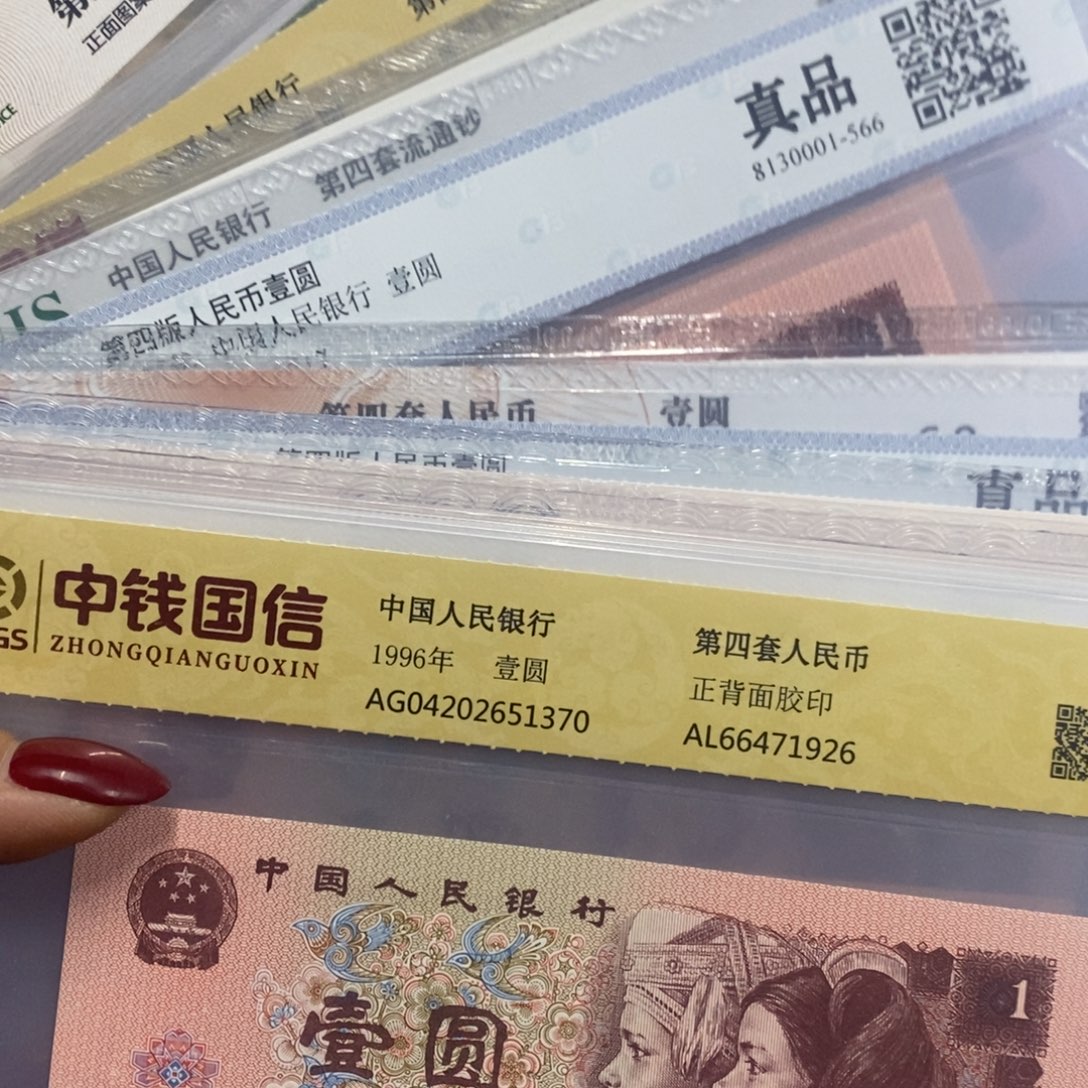 正面图案
人民银行
中国人民银行 第四套流通钞
真品
8130001-566
第四版人民币壹圆
中国人民银行 壹圆
第四套人民币 壹圆
第四版人民币壹圆
真品
中钱国信
ZHONGQIANGUOXIN
中国人民银行
1996年 壹圆
AG04202651370
第四套人民币
正背面胶印
AL66471926
中国人民银行
壹圆
1